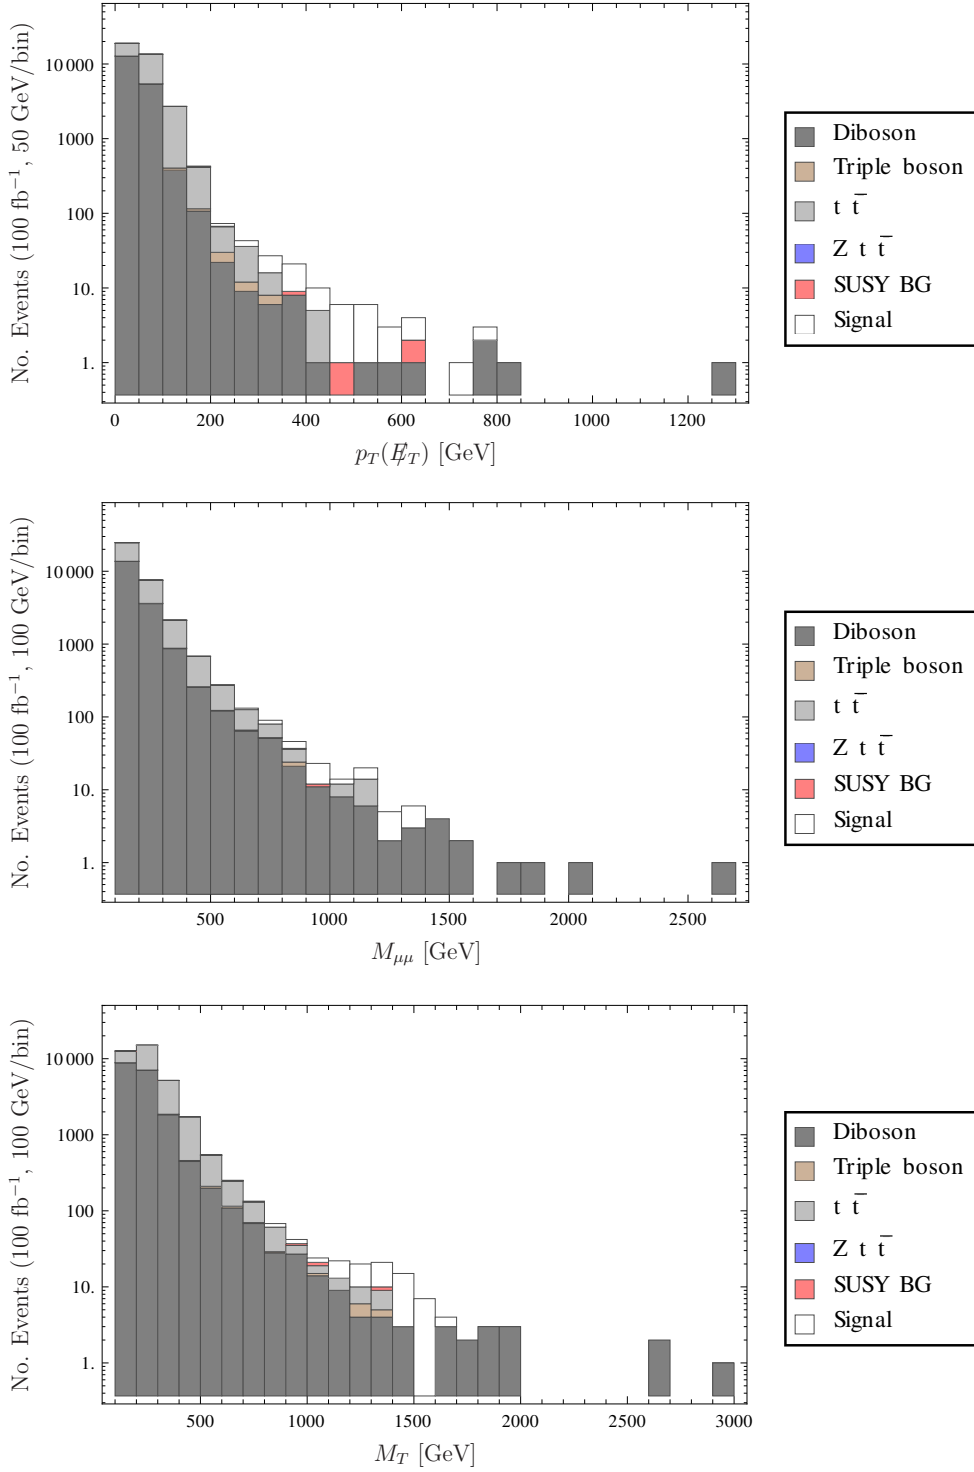 No. Events (100 fb⁻¹, 50 GeV/bin)
10 000
1000
100
10.
1.
0 200 400 600 800 1000 1200
p_T(E̸_T) [GeV]
Diboson
Triple boson
t t̄
Z t t̄
SUSY BG
Signal
No. Events (100 fb⁻¹, 100 GeV/bin)
10 000
1000
100
10.
1.
500 1000 1500 2000 2500
M_μμ [GeV]
Diboson
Triple boson
t t̄
Z t t̄
SUSY BG
Signal
No. Events (100 fb⁻¹, 100 GeV/bin)
10 000
1000
100
10.
1.
500 1000 1500 2000 2500 3000
M_T [GeV]
Diboson
Triple boson
t t̄
Z t t̄
SUSY BG
Signal